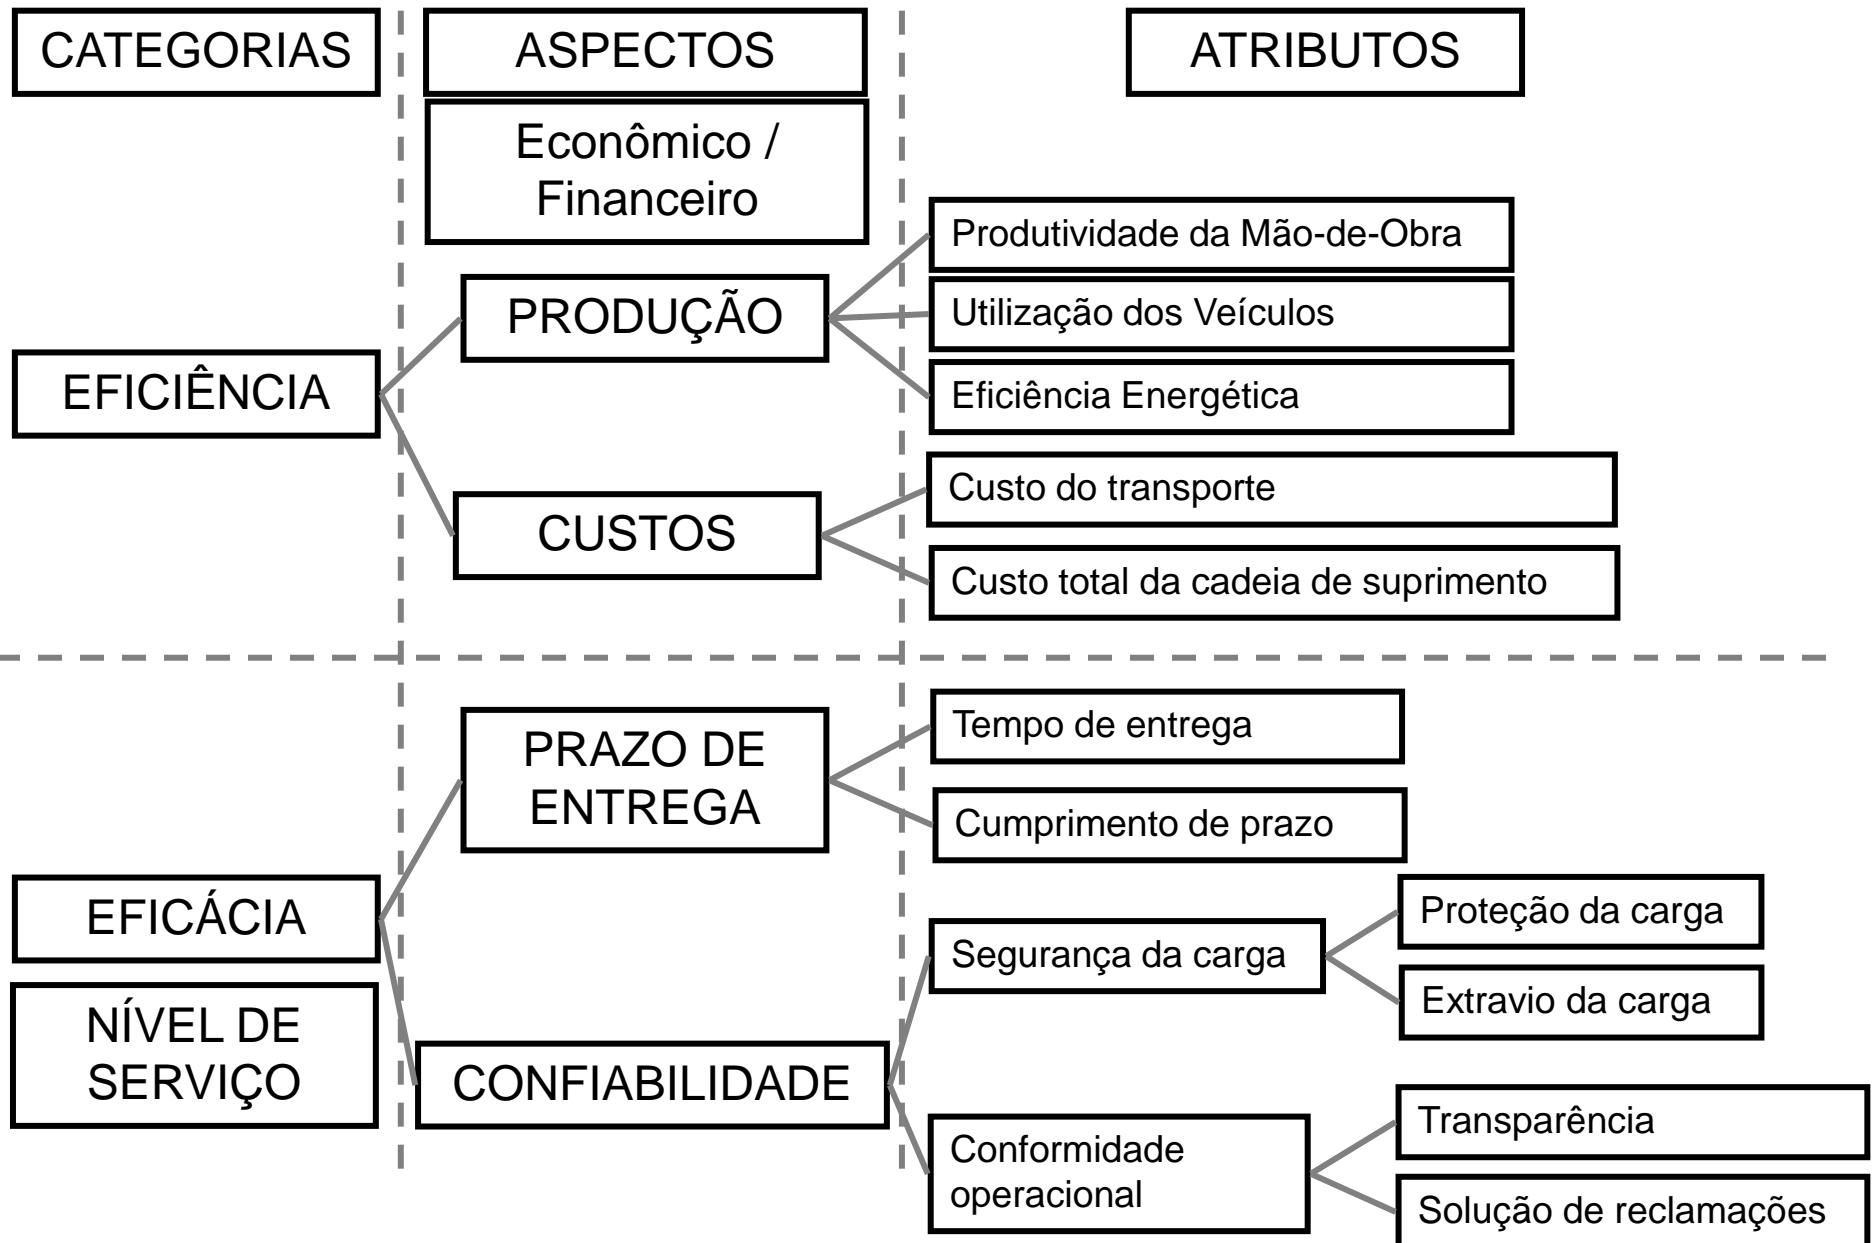 CATEGORIAS
ASPECTOS
ATRIBUTOS
Econômico /
Financeiro
Produtividade da Mão-de-Obra
PRODUÇÃO
Utilização dos Veículos
EFICIÊNCIA
Eficiência Energética
Custo do transporte
CUSTOS
Custo total da cadeia de suprimento
PRAZO DE
ENTREGA
Tempo de entrega
Cumprimento de prazo
EFICÁCIA
Proteção da carga
Segurança da carga
Extravio da carga
NÍVEL DE
SERVIÇO
CONFIABILIDADE
Transparência
Conformidade
operacional
Solução de reclamações